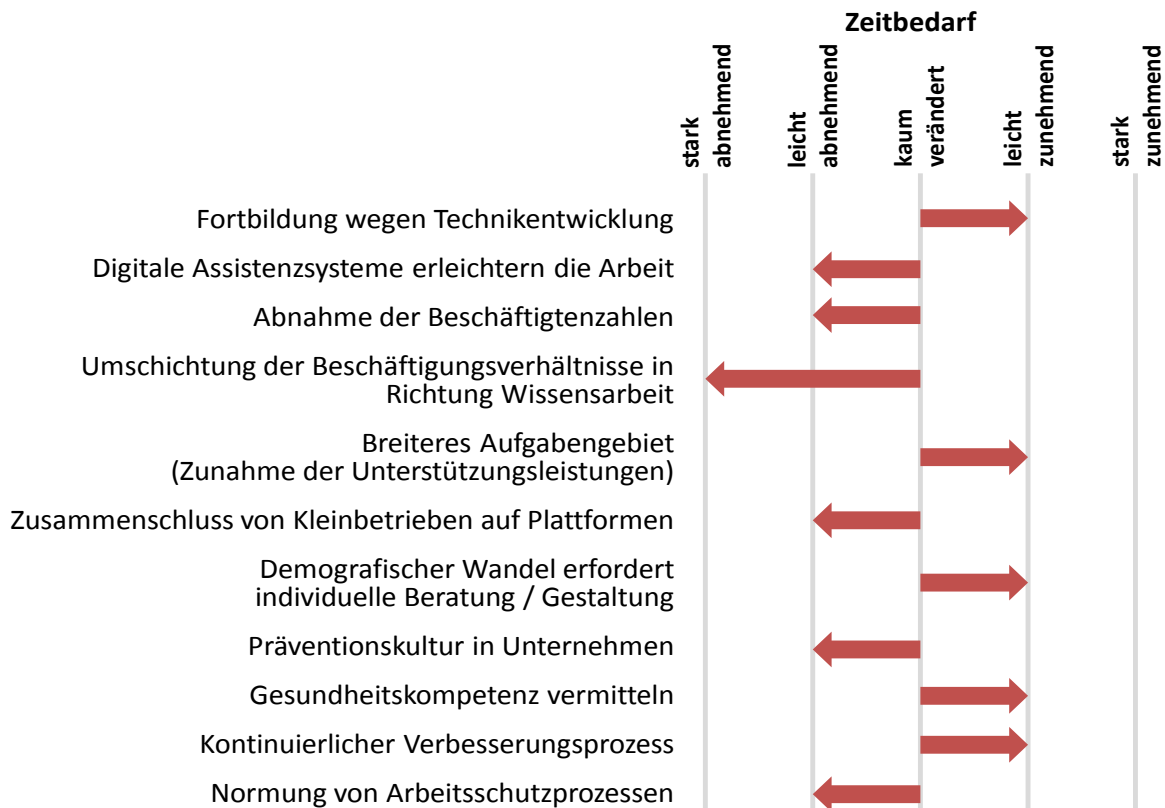 Zeitbedarf
stark
abnehmend
leicht
abnehmend
kaum
verändert
leicht
zunehmend
stark
zunehmend
Fortbildung wegen Technikentwicklung
Digitale Assistenzsysteme erleichtern die Arbeit
Abnahme der Beschäftigtenzahlen
Umschichtung der Beschäftigungsverhältnisse in
Richtung Wissensarbeit
Breiteres Aufgabengebiet
(Zunahme der Unterstützungsleistungen)
Zusammenschluss von Kleinbetrieben auf Plattformen
Demografischer Wandel erfordert
individuelle Beratung / Gestaltung
Präventionskultur in Unternehmen
Gesundheitskompetenz vermitteln
Kontinuierlicher Verbesserungsprozess
Normung von Arbeitsschutzprozessen